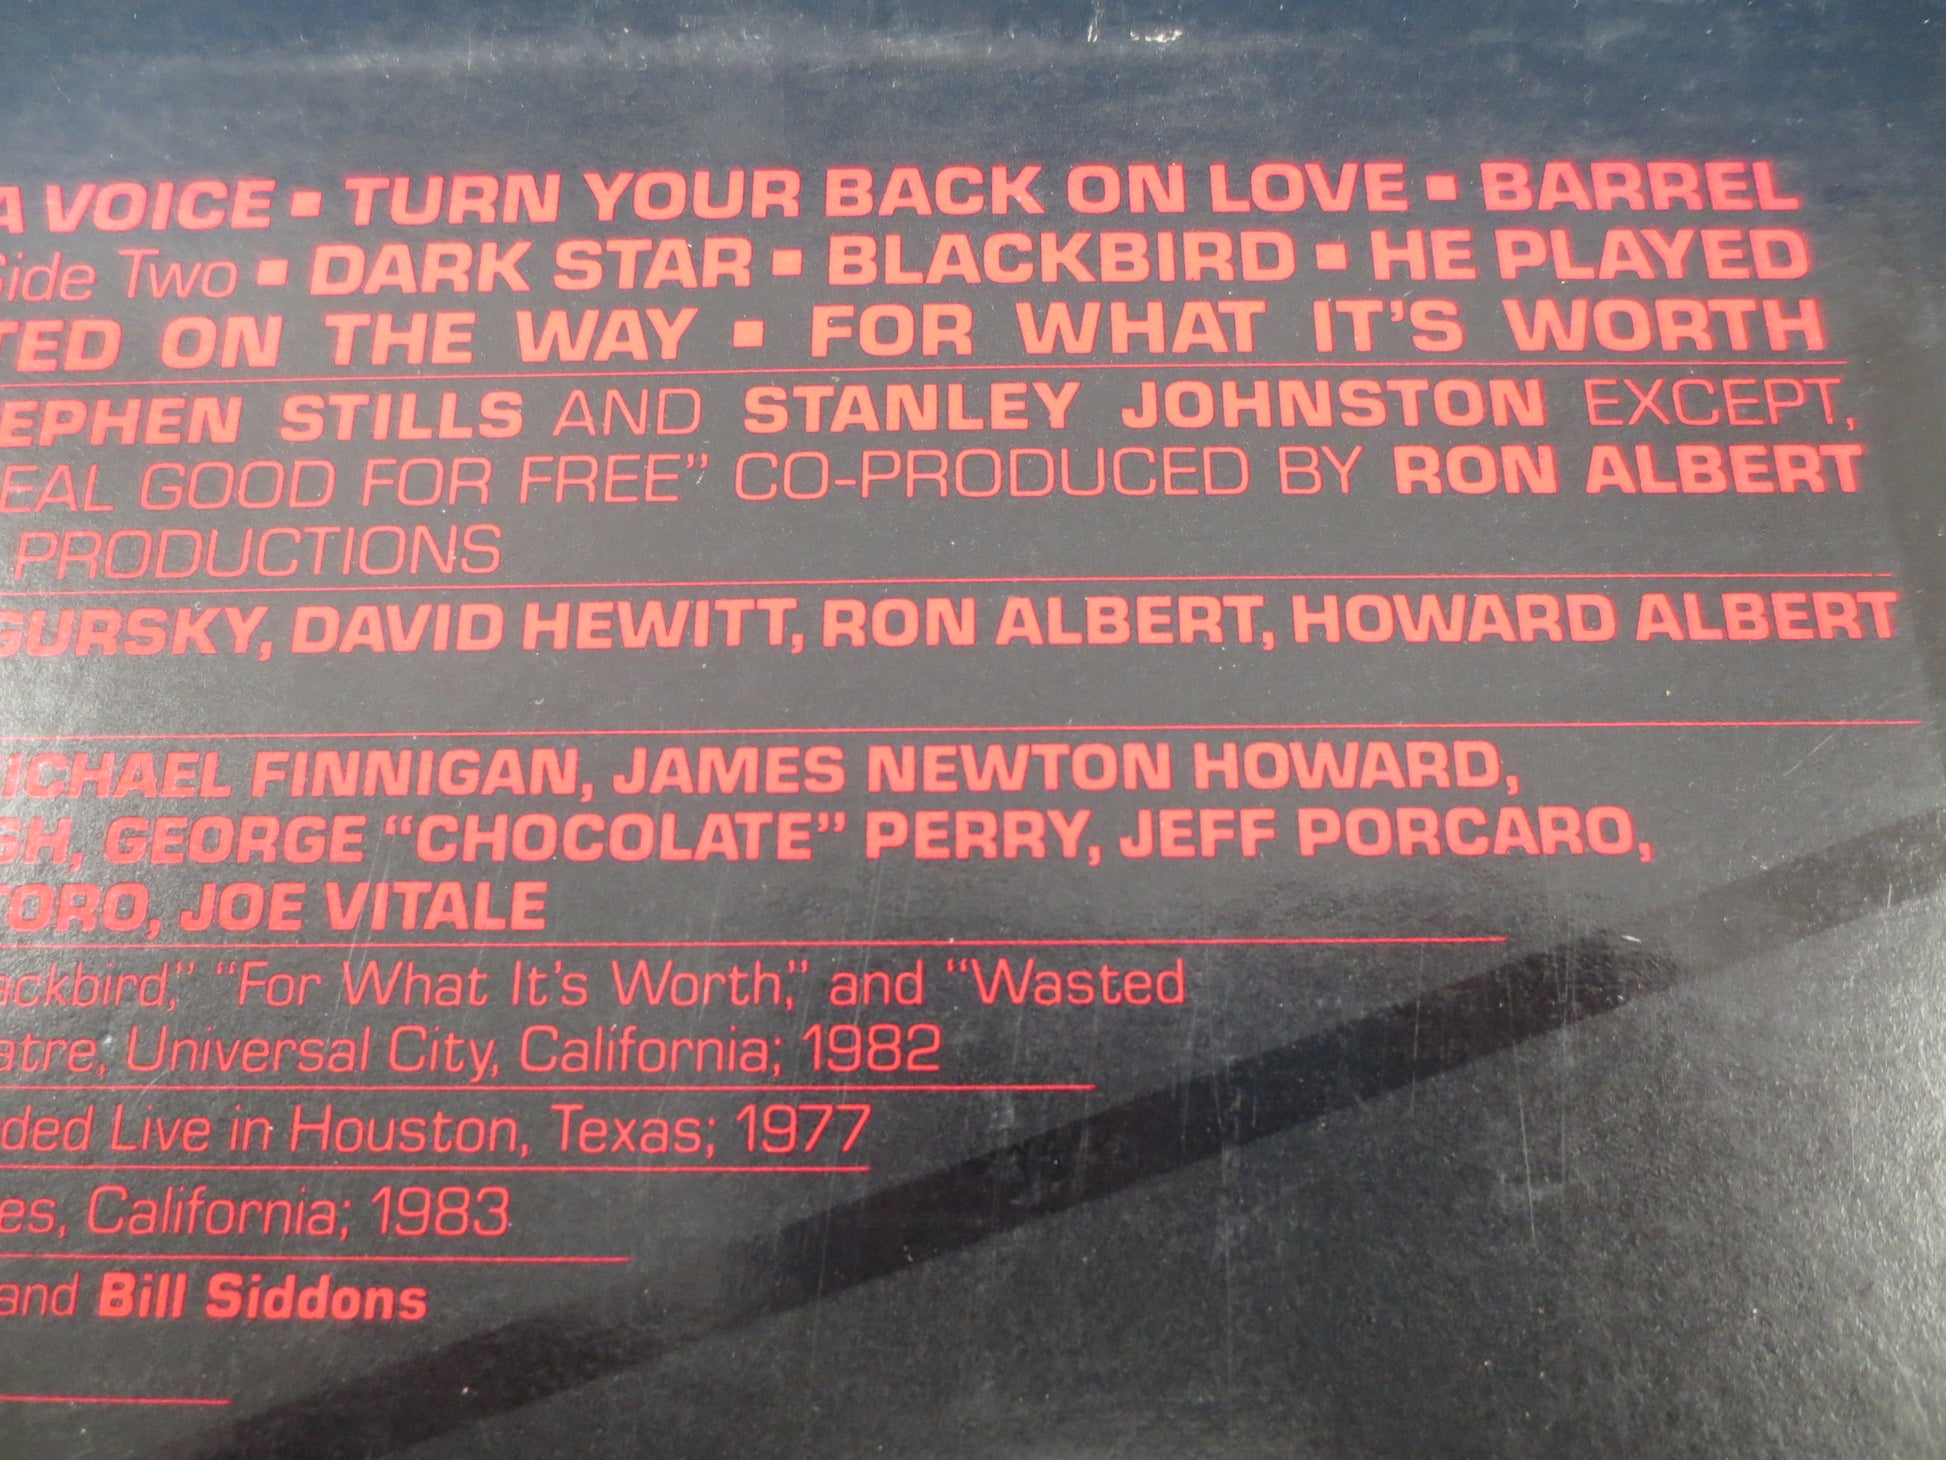 A VOICE ▪ TURN YOUR BACK ON LOVE ▪ BARREL
Side Two ▪ DARK STAR ▪ BLACKBIRD ▪ HE PLAYED
TED ON THE WAY ▪ FOR WHAT IT'S WORTH
EPHEN STILLS AND STANLEY JOHNSTON EXCEPT,
EAL GOOD FOR FREE” CO-PRODUCED BY RON ALBERT
PRODUCTIONS
GURSKY, DAVID HEWITT, RON ALBERT, HOWARD ALBERT
ICHAEL FINNIGAN, JAMES NEWTON HOWARD,
GH, GEORGE “CHOCOLATE” PERRY, JEFF PORCARO,
TORO, JOE VITALE
ackbird,” “For What It's Worth,” and “Wasted
atre, Universal City, California; 1982
ded Live in Houston, Texas; 1977
es, California; 1983
and Bill Siddons